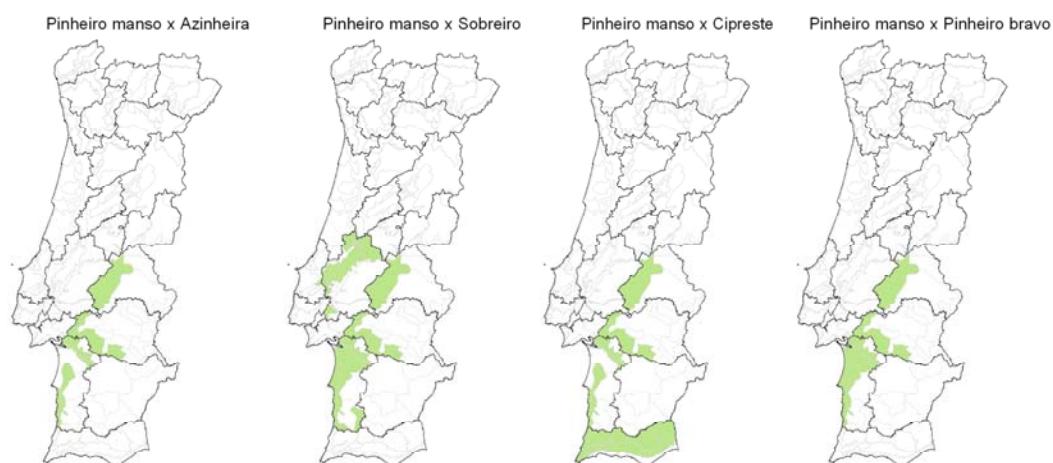 Pinheiro manso x Azinheira
Pinheiro manso x Sobreiro
Pinheiro manso x Cipreste
Pinheiro manso x Pinheiro bravo